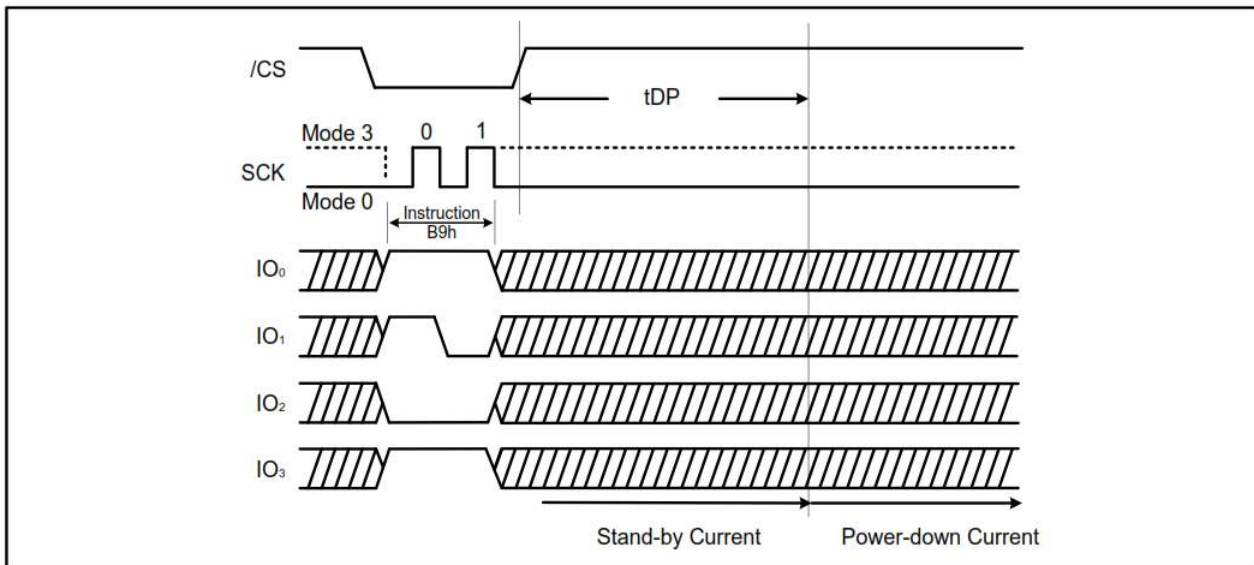 /CS
tDP
Mode 3 0 1
SCK
Mode 0
Instruction
B9h
IO₀
IO₁
IO₂
IO₃
Stand-by Current Power-down Current